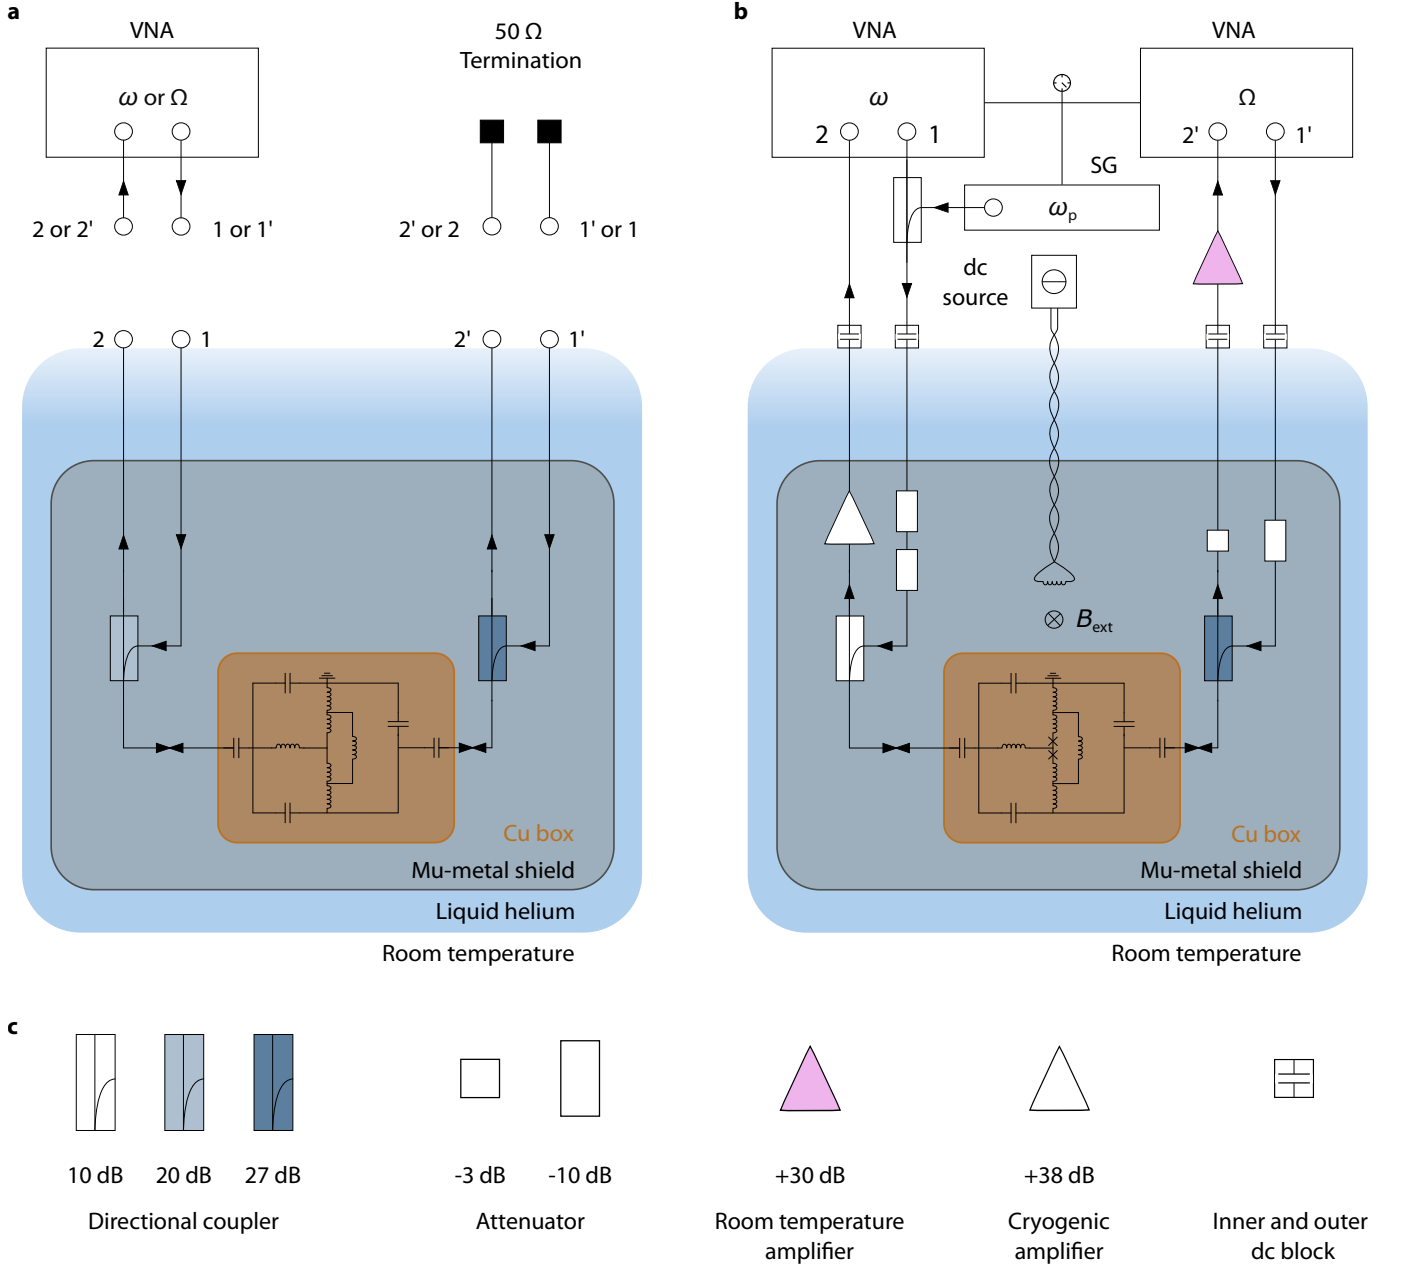 a
VNA
ω or Ω
2 or 2'
1 or 1'
50 Ω
Termination
2' or 2
1' or 1
2
1
2'
1'
Cu box
Mu-metal shield
Liquid helium
Room temperature
b
VNA
ω
2
1
VNA
Ω
2'
1'
SG
ωp
dc
source
Bext
Cu box
Mu-metal shield
Liquid helium
Room temperature
c
10 dB
20 dB
27 dB
Directional coupler
-3 dB
-10 dB
Attenuator
+30 dB
Room temperature
amplifier
+38 dB
Cryogenic
amplifier
Inner and outer
dc block